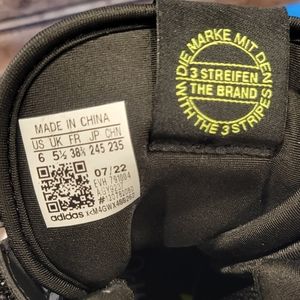 DIE MARKE MIT DEN
3 STREIFEN
THE BRAND
WITH THE 3 STRIPES
MADE IN CHINA
US UK FR JP CHN
6 5½ 38⅔ 245 235
07/22
adidas